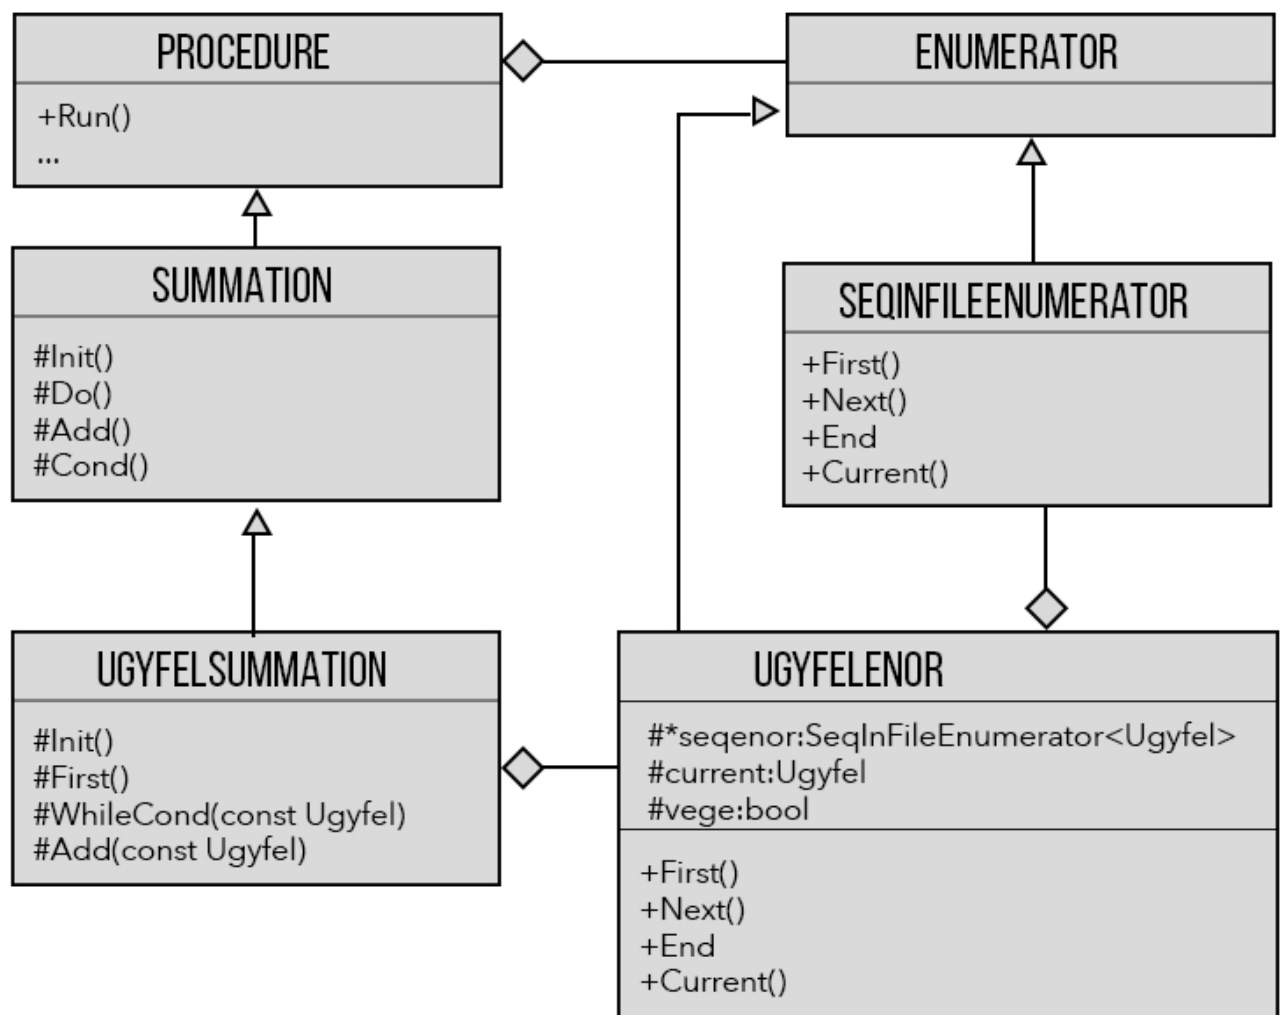 PROCEDURE
+Run()
...
ENUMERATOR
SUMMATION
#Init()
#Do()
#Add()
#Cond()
SEQINFILEENUMERATOR
+First()
+Next()
+End
+Current()
UGYFELSUMMATION
#Init()
#First()
#WhileCond(const Ugyfel)
#Add(const Ugyfel)
UGYFELENOR
#*seqenor:SeqInFileEnumerator<Ugyfel>
#current:Ugyfel
#vege:bool
+First()
+Next()
+End
+Current()